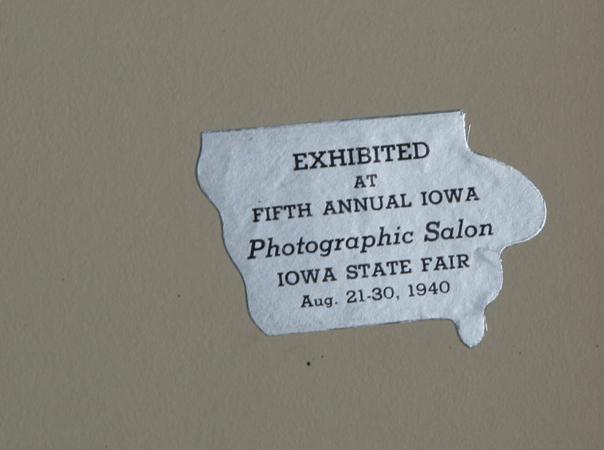 EXHIBITED
AT
FIFTH ANNUAL IOWA
Photographic Salon
IOWA STATE FAIR
Aug. 21-30, 1940